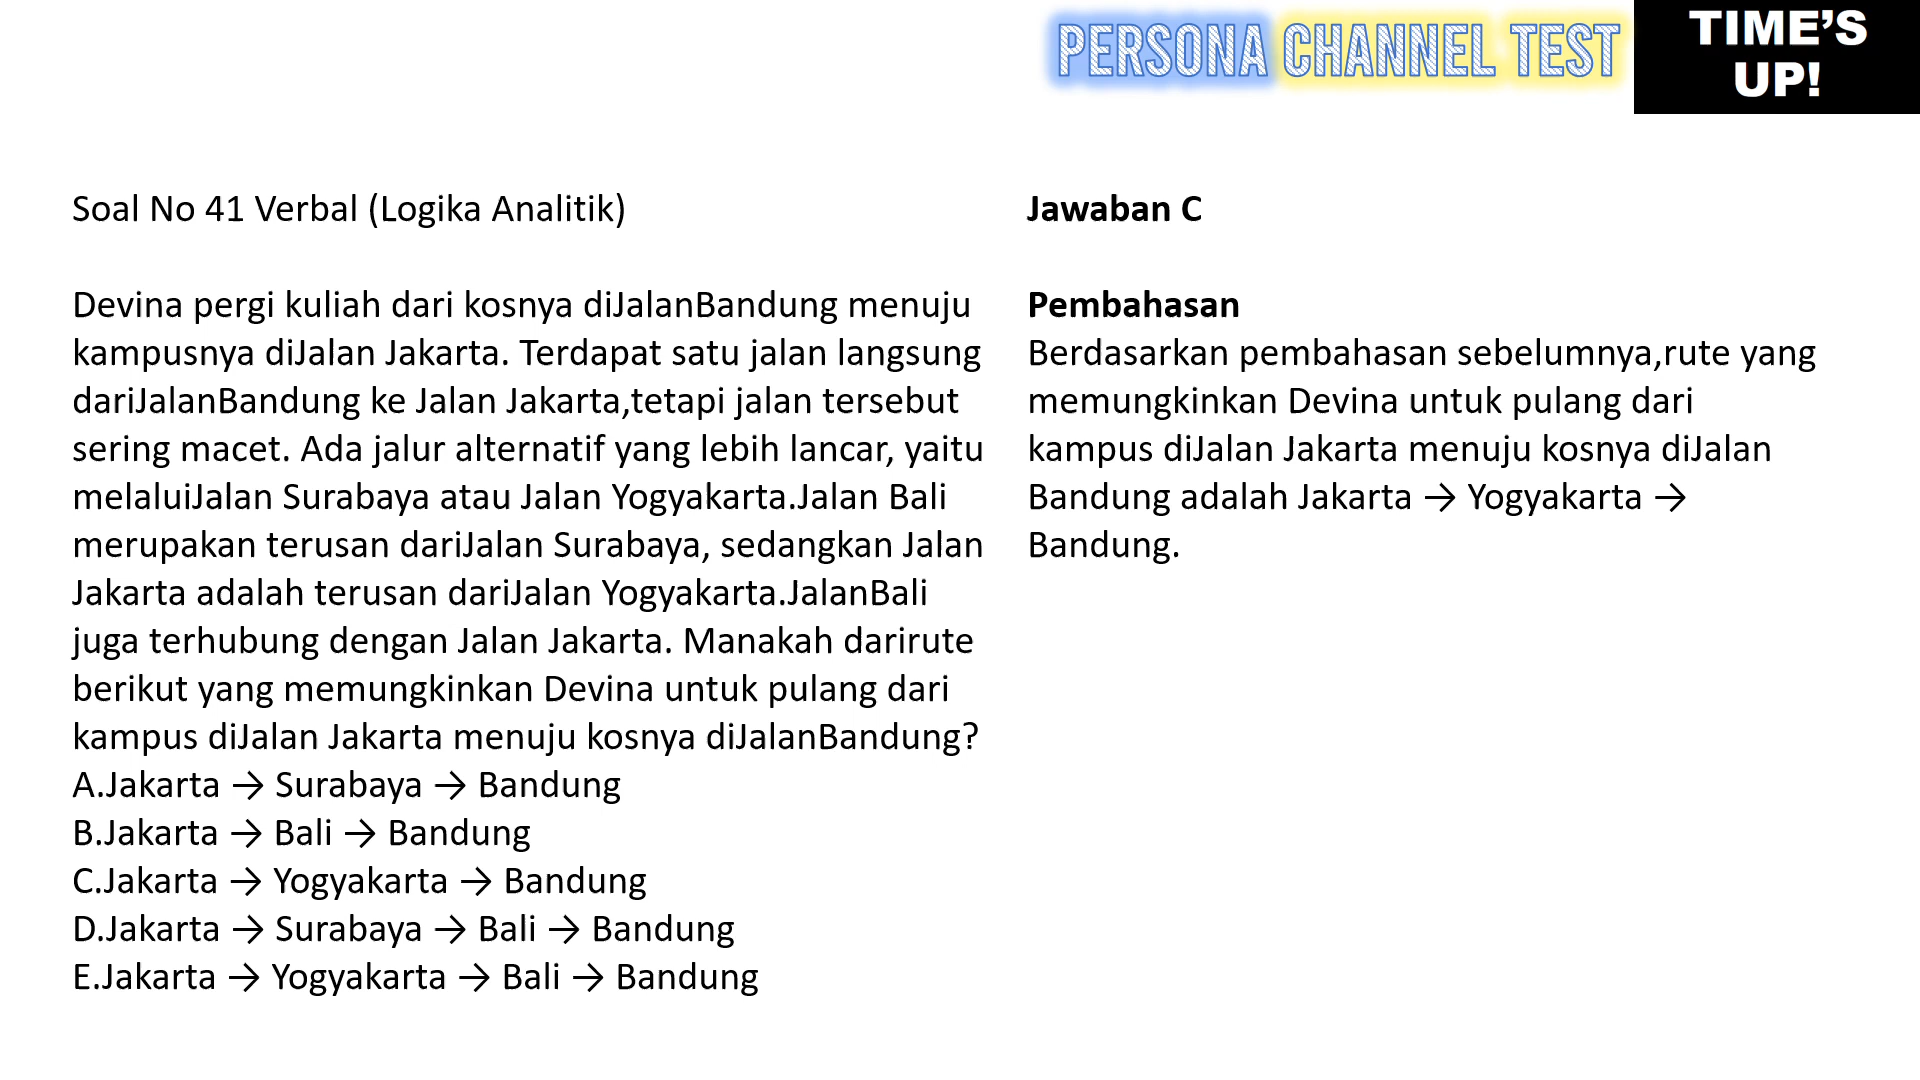 PERSONA CHANNEL TEST
TIME'S
UP!
Soal No 41 Verbal (Logika Analitik)
Devina pergi kuliah dari kosnya diJalanBandung menuju
kampusnya diJalan Jakarta. Terdapat satu jalan langsung
dariJalanBandung ke Jalan Jakarta,tetapi jalan tersebut
sering macet. Ada jalur alternatif yang lebih lancar, yaitu
melaluiJalan Surabaya atau Jalan Yogyakarta.Jalan Bali
merupakan terusan dariJalan Surabaya, sedangkan Jalan
Jakarta adalah terusan dariJalan Yogyakarta.JalanBali
juga terhubung dengan Jalan Jakarta. Manakah darirute
berikut yang memungkinkan Devina untuk pulang dari
kampus diJalan Jakarta menuju kosnya diJalanBandung?
A.Jakarta → Surabaya → Bandung
B.Jakarta → Bali → Bandung
C.Jakarta → Yogyakarta → Bandung
D.Jakarta → Surabaya → Bali → Bandung
E.Jakarta → Yogyakarta → Bali → Bandung
Jawaban C
Pembahasan
Berdasarkan pembahasan sebelumnya,rute yang
memungkinkan Devina untuk pulang dari
kampus diJalan Jakarta menuju kosnya diJalan
Bandung adalah Jakarta → Yogyakarta →
Bandung.